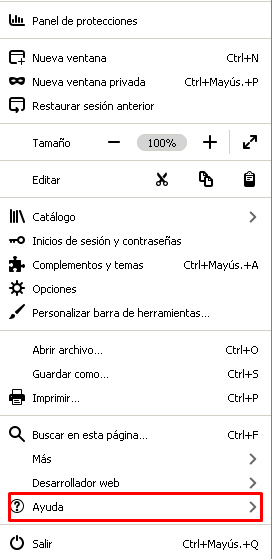 Panel de protecciones
Nueva ventana Ctrl+N
Nueva ventana privada Ctrl+Mayús.+P
Restaurar sesión anterior
Tamaño 100%
Editar
Catálogo
Inicios de sesión y contraseñas
Complementos y temas Ctrl+Mayús.+A
Opciones
Personalizar barra de herramientas...
Abrir archivo... Ctrl+O
Guardar como... Ctrl+S
Imprimir... Ctrl+P
Buscar en esta página... Ctrl+F
Más
Desarrollador web
Ayuda
Salir Ctrl+Mayús.+Q